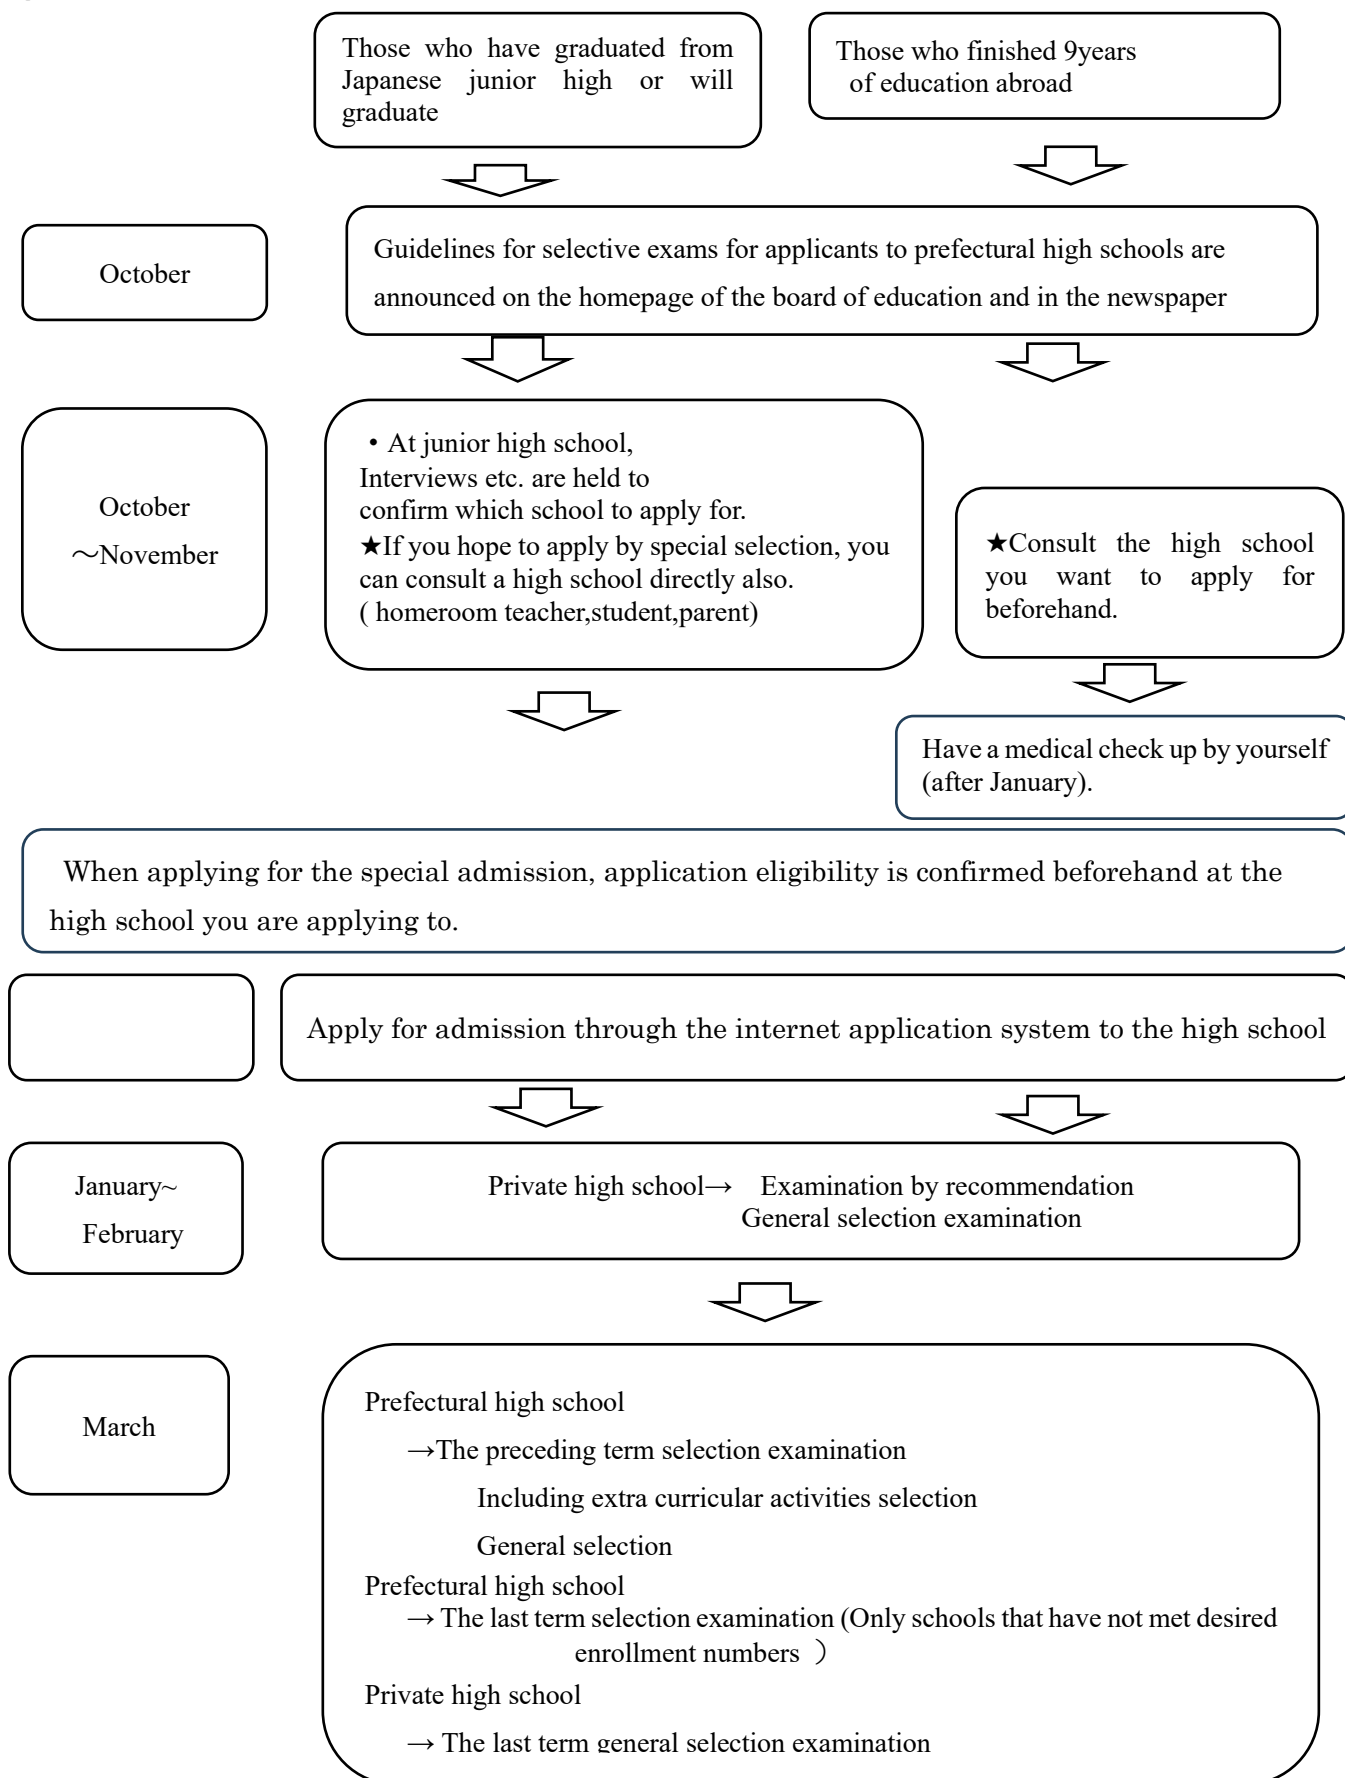 Those who have graduated from
Japanese junior high or will
graduate
Those who finished 9years
of education abroad
October
Guidelines for selective exams for applicants to prefectural high schools are
announced on the homepage of the board of education and in the newspaper
October
～November
・At junior high school,
Interviews etc. are held to
confirm which school to apply for.
★If you hope to apply by special selection, you
can consult a high school directly also.
( homeroom teacher,student,parent)
★Consult the high school
you want to apply for
beforehand.
Have a medical check up by yourself
(after January).
When applying for the special admission, application eligibility is confirmed beforehand at the
high school you are applying to.
Apply for admission through the internet application system to the high school
January~
February
Private high school→ Examination by recommendation
General selection examination
March
Prefectural high school
→The preceding term selection examination
Including extra curricular activities selection
General selection
Prefectural high school
→ The last term selection examination (Only schools that have not met desired
enrollment numbers ）
Private high school
→ The last term general selection examination